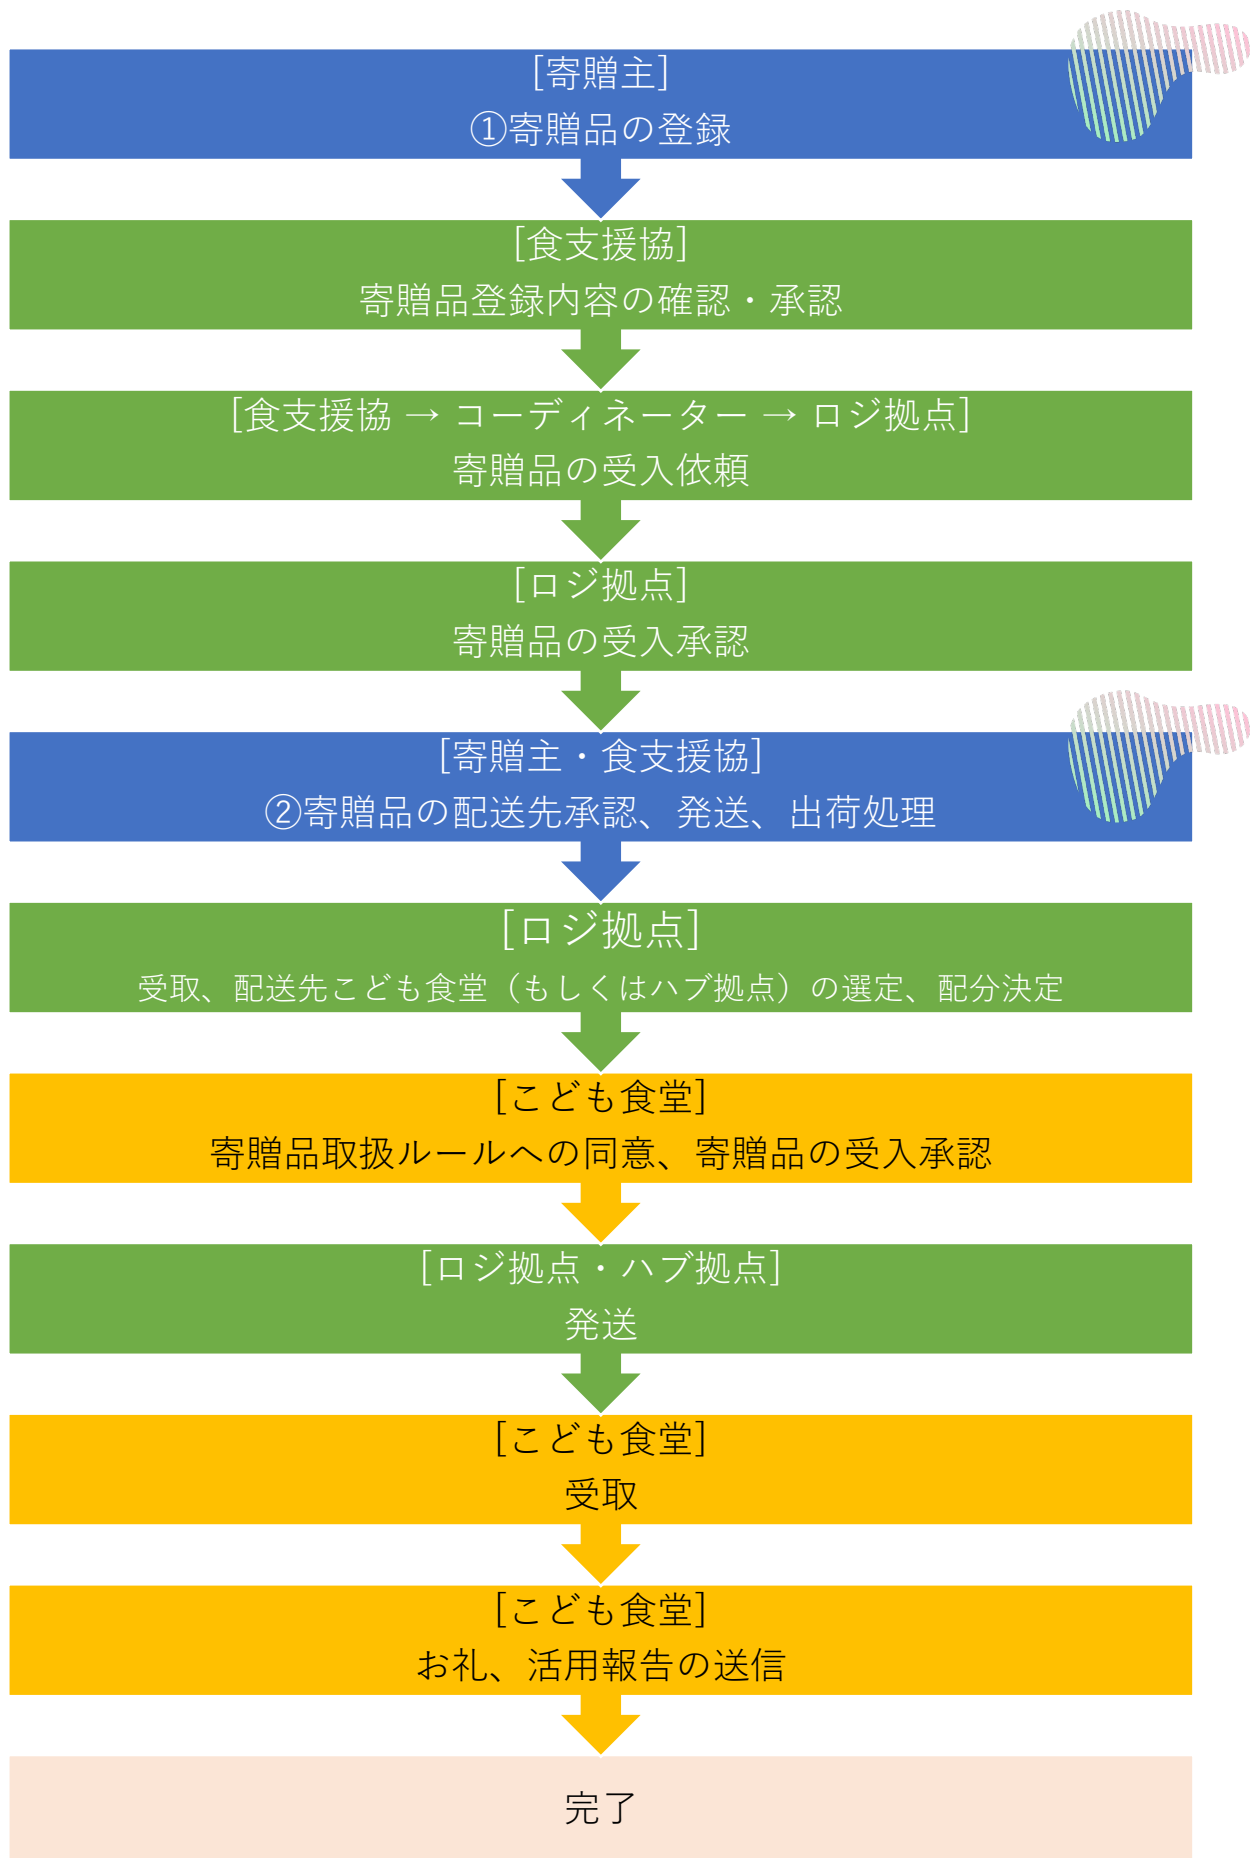 [寄贈主]
①寄贈品の登録
[食支援協]
寄贈品登録内容の確認・承認
[食支援協 → コーディネーター → ロジ拠点]
寄贈品の受入依頼
[ロジ拠点]
寄贈品の受入承認
[寄贈主・食支援協]
②寄贈品の配送先承認、発送、出荷処理
[ロジ拠点]
受取、配送先こども食堂（もしくはハブ拠点）の選定、配分決定
[こども食堂]
寄贈品取扱ルールへの同意、寄贈品の受入承認
[ロジ拠点・ハブ拠点]
発送
[こども食堂]
受取
[こども食堂]
お礼、活用報告の送信
完了